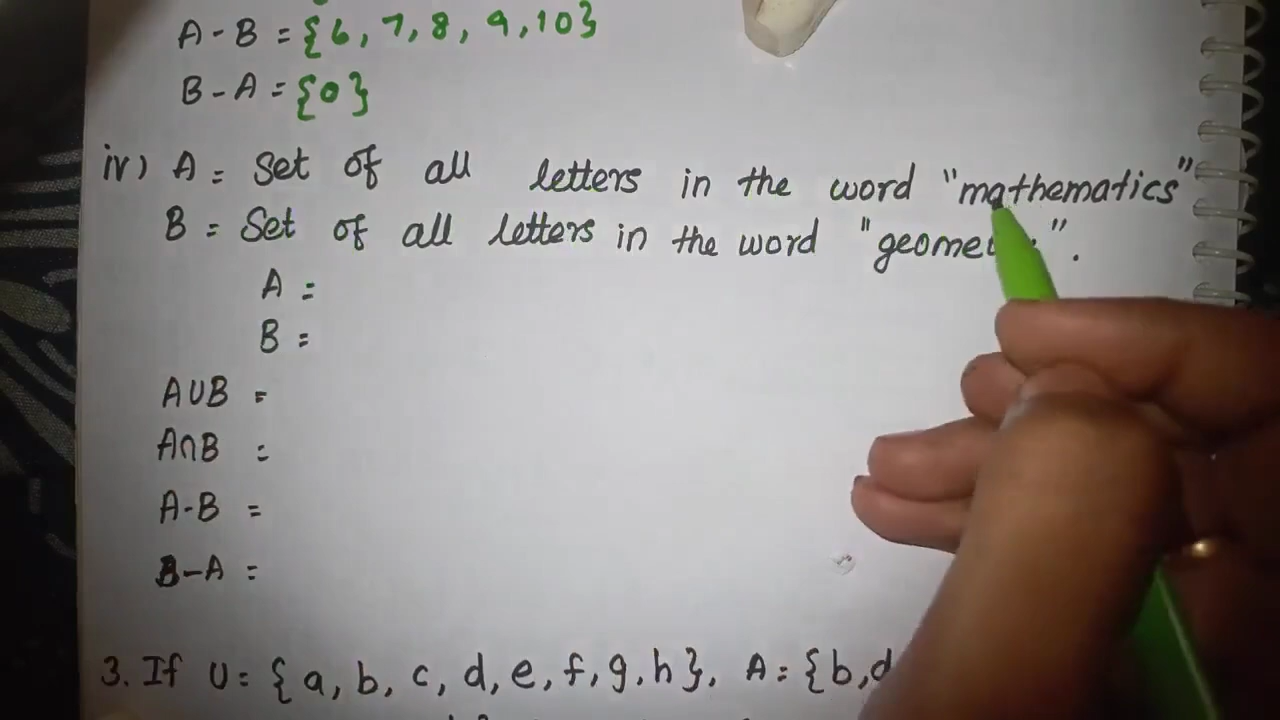 A-B = {6, 7, 8, 9, 10}
B-A = {0}
iv) A = Set of all letters in the word "mathematics"
B = Set of all letters in the word "geome ".
A =
B =
A∪B =
A∩B =
A-B =
B-A =
3. If U = {a, b, c, d, e, f, g, h}, A = {b, d